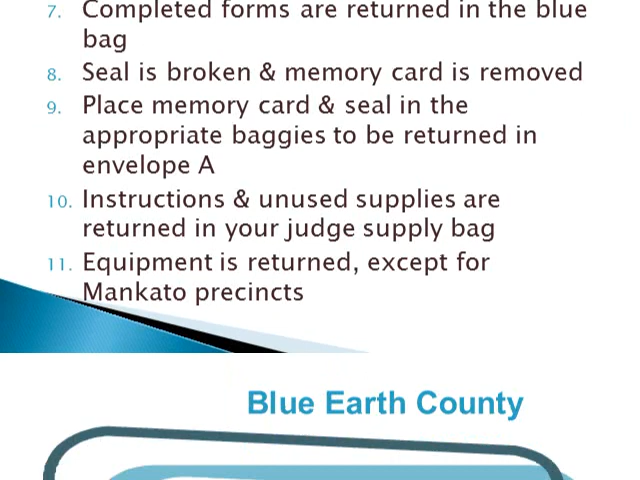 7. Completed forms are returned in the blue
bag
8. Seal is broken & memory card is removed
9. Place memory card & seal in the
appropriate baggies to be returned in
envelope A
10. Instructions & unused supplies are
returned in your judge supply bag
11. Equipment is returned, except for
Mankato precincts
Blue Earth County